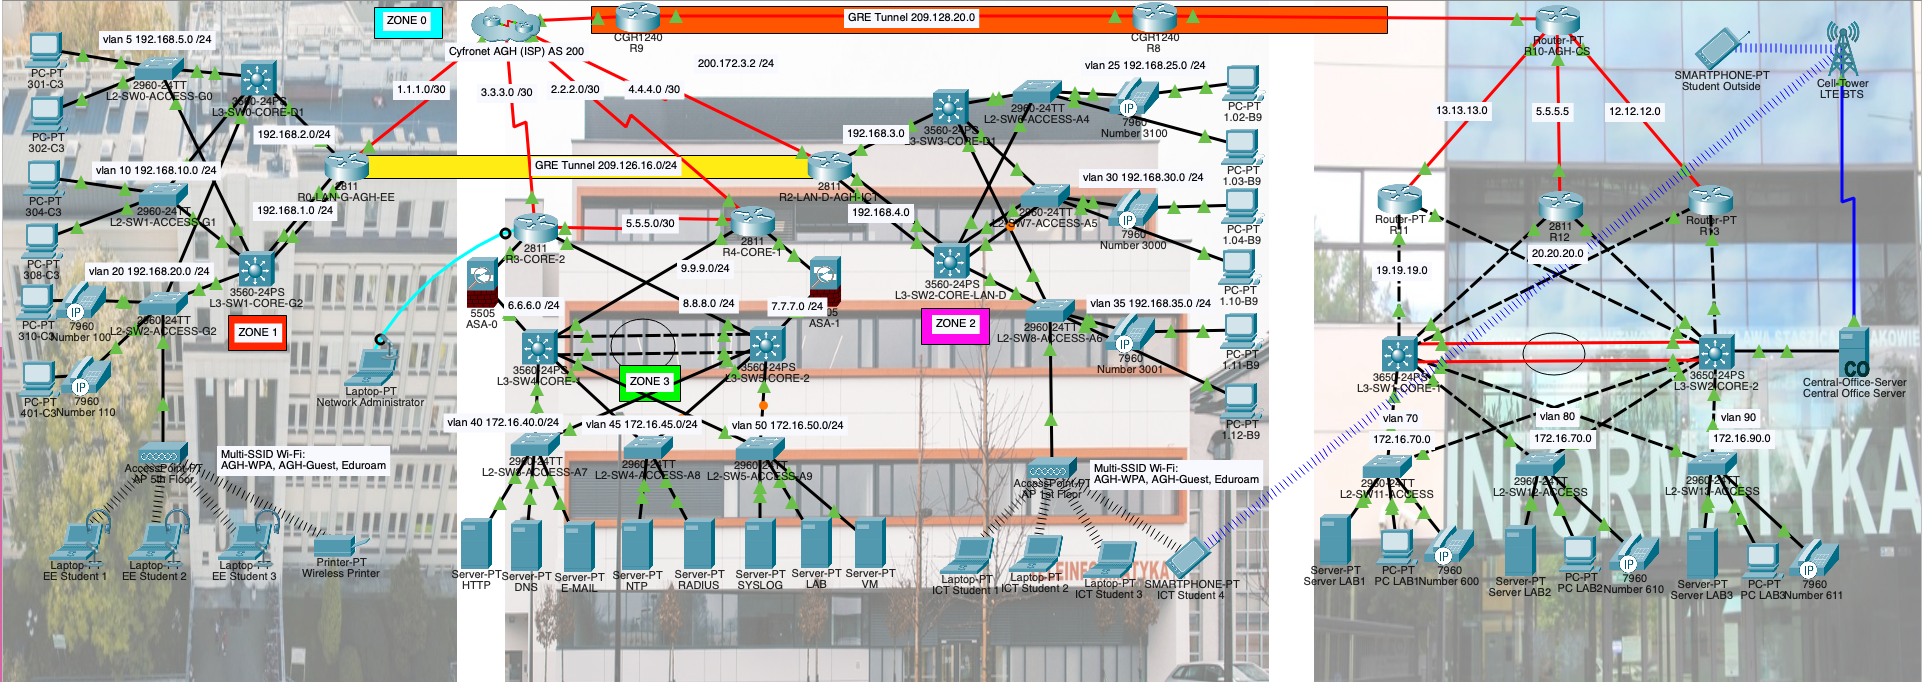 ZONE 0
Cyfronet AGH (ISP) AS 200
GRE Tunnel 209.128.20.0
CGR1240
R9
CGR1240
R8
Router-PT
R10-AGH-CS
SMARTPHONE-PT
Student Outside
Cell-Tower
LTE BTS
vlan 5 192.168.5.0 /24
PC-PT
301-C3
2960-24TT
L2-SW0-ACCESS-G0
3560-24PS
L3-SW0-CORE-D1
PC-PT
302-C3
192.168.2.0/24
1.1.1.0/30
3.3.3.0 /30
2.2.2.0/30
4.4.4.0 /30
200.172.3.2 /24
vlan 10 192.168.10.0 /24
PC-PT
304-C3
2960-24TT
L2-SW1-ACCESS-G1
2811
R0-LAN-G-AGH-EE
192.168.1.0 /24
PC-PT
308-C3
vlan 20 192.168.20.0 /24
3560-24PS
L3-SW1-CORE-G2
PC-PT
310-C3
7960
Number 100
2960-24TT
L2-SW2-ACCESS-G2
ZONE 1
PC-PT
401-C3
7960
Number 110
Laptop-PT
Network Administrator
AccessPoint-PT
AP 5th Floor
Multi-SSID Wi-Fi:
AGH-WPA, AGH-Guest, Eduroam
Laptop-PT
EE Student 1
Laptop-PT
EE Student 2
Laptop-PT
EE Student 3
Printer-PT
Wireless Printer
GRE Tunnel 209.126.16.0/24
2811
R2-LAN-D-AGH-ICT
5.5.5.0/30
2811
R3-CORE-2
2811
R4-CORE-1
9.9.9.0/24
5505
ASA-0
6.6.6.0 /24
8.8.8.0 /24
7.7.7.0 /24
ASA-1
3560-24PS
L3-SW4-CORE-1
3560-24PS
L3-SW5-CORE-2
ZONE 3
vlan 40 172.16.40.0/24
vlan 45 172.16.45.0/24
vlan 50 172.16.50.0/24
2960-24TT
L2-SW3-ACCESS-A7
2960-24TT
L2-SW4-ACCESS-A8
2960-24TT
L2-SW5-ACCESS-A9
Server-PT
HTTP
Server-PT
DNS
Server-PT
E-MAIL
Server-PT
NTP
Server-PT
RADIUS
Server-PT
SYSLOG
Server-PT
LAB
Server-PT
VM
192.168.3.0
3560-24PS
L3-SW3-CORE-D1
2960-24TT
L2-SW6-ACCESS-A4
vlan 25 192.168.25.0 /24
7960
Number 3100
PC-PT
1.02-B9
PC-PT
1.03-B9
192.168.4.0
vlan 30 192.168.30.0 /24
2960-24TT
L2-SW7-ACCESS-A5
7960
Number 3000
PC-PT
1.04-B9
PC-PT
1.10-B9
3560-24PS
L3-SW2-CORE-LAN-D
ZONE 2
vlan 35 192.168.35.0 /24
2960-24TT
L2-SW8-ACCESS-A6
7960
Number 3001
PC-PT
1.11-B9
PC-PT
1.12-B9
AccessPoint-PT
AP 1st Floor
Multi-SSID Wi-Fi:
AGH-WPA, AGH-Guest, Eduroam
Laptop-PT
ICT Student 1
Laptop-PT
ICT Student 2
Laptop-PT
ICT Student 3
SMARTPHONE-PT
ICT Student 4
13.13.13.0
5.5.5.5
12.12.12.0
Router-PT
R11
2811
R12
Router-PT
R13
19.19.19.0
20.20.20.0
3650-24PS
L3-SW1-CORE-1
3650-24PS
L3-SW2-CORE-2
CO
Central-Office-Server
Central Office Server
vlan 70
vlan 80
vlan 90
172.16.70.0
172.16.70.0
172.16.90.0
2960-24TT
L2-SW11-ACCESS
2960-24TT
L2-SW12-ACCESS
2960-24TT
L2-SW13-ACCESS
INFORMATYKA
Server-PT
Server LAB1
PC-PT
PC LAB1
7960
Number 600
Server-PT
Server LAB2
PC-PT
PC LAB2
7960
Number 610
Server-PT
Server LAB3
PC-PT
PC LAB3
7960
Number 611